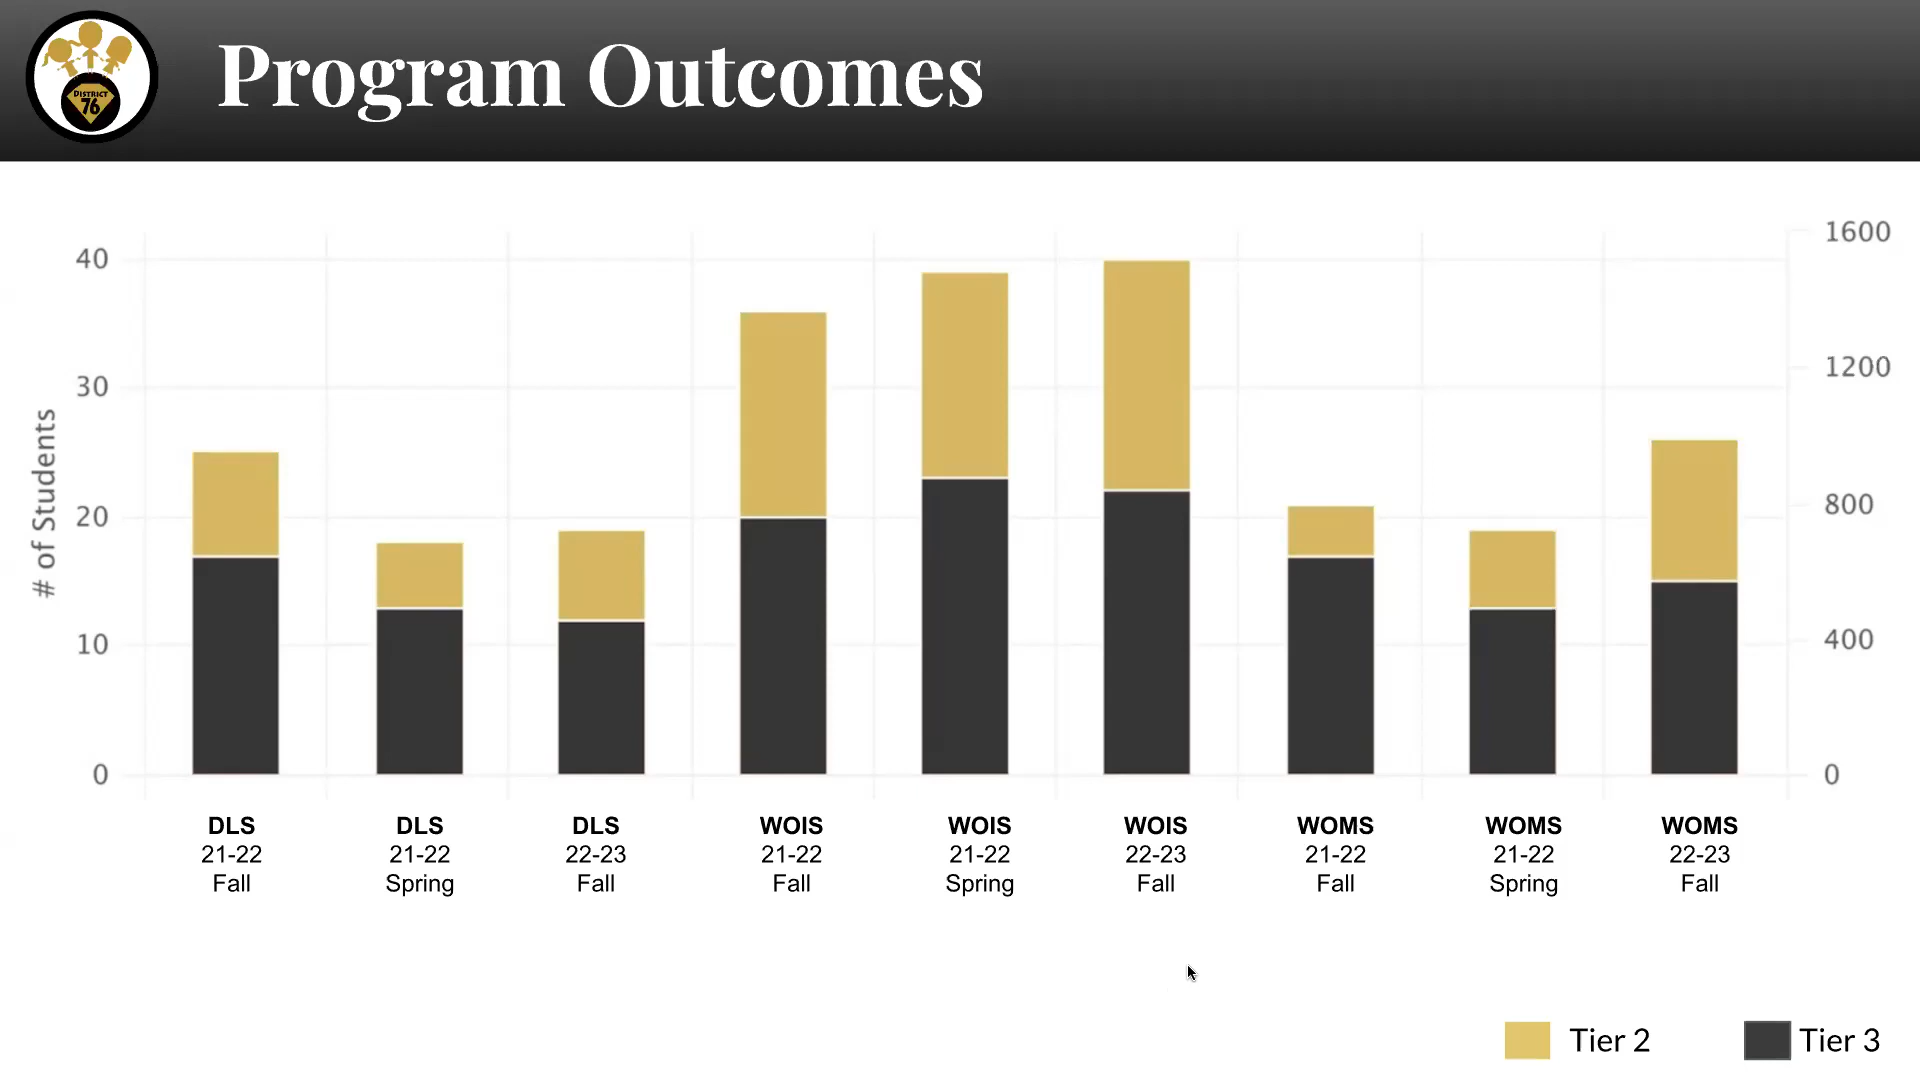 DISTRICT
76
Program Outcomes
# of Students
40
30
20
10
0
1600
1200
800
400
0
DLS
21-22
Fall
DLS
21-22
Spring
DLS
22-23
Fall
WOIS
21-22
Fall
WOIS
21-22
Spring
WOIS
22-23
Fall
WOMS
21-22
Fall
WOMS
21-22
Spring
WOMS
22-23
Fall
Tier 2
Tier 3